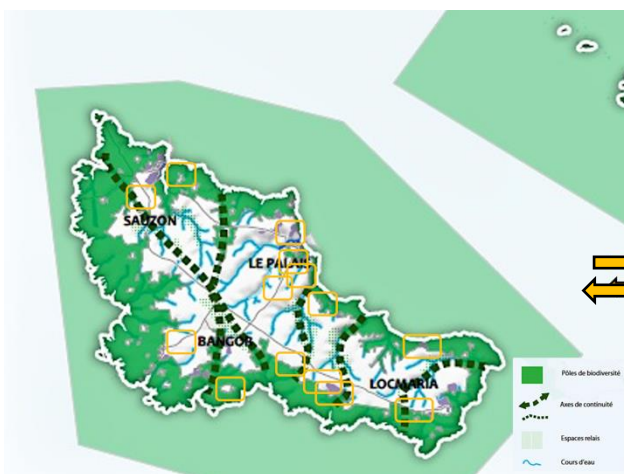 SAUZON
LE PALAIS
BANGOR
LOCMARIA
Pôles de biodiversité
Axes de continuité
Espaces relais
Cours d'eau